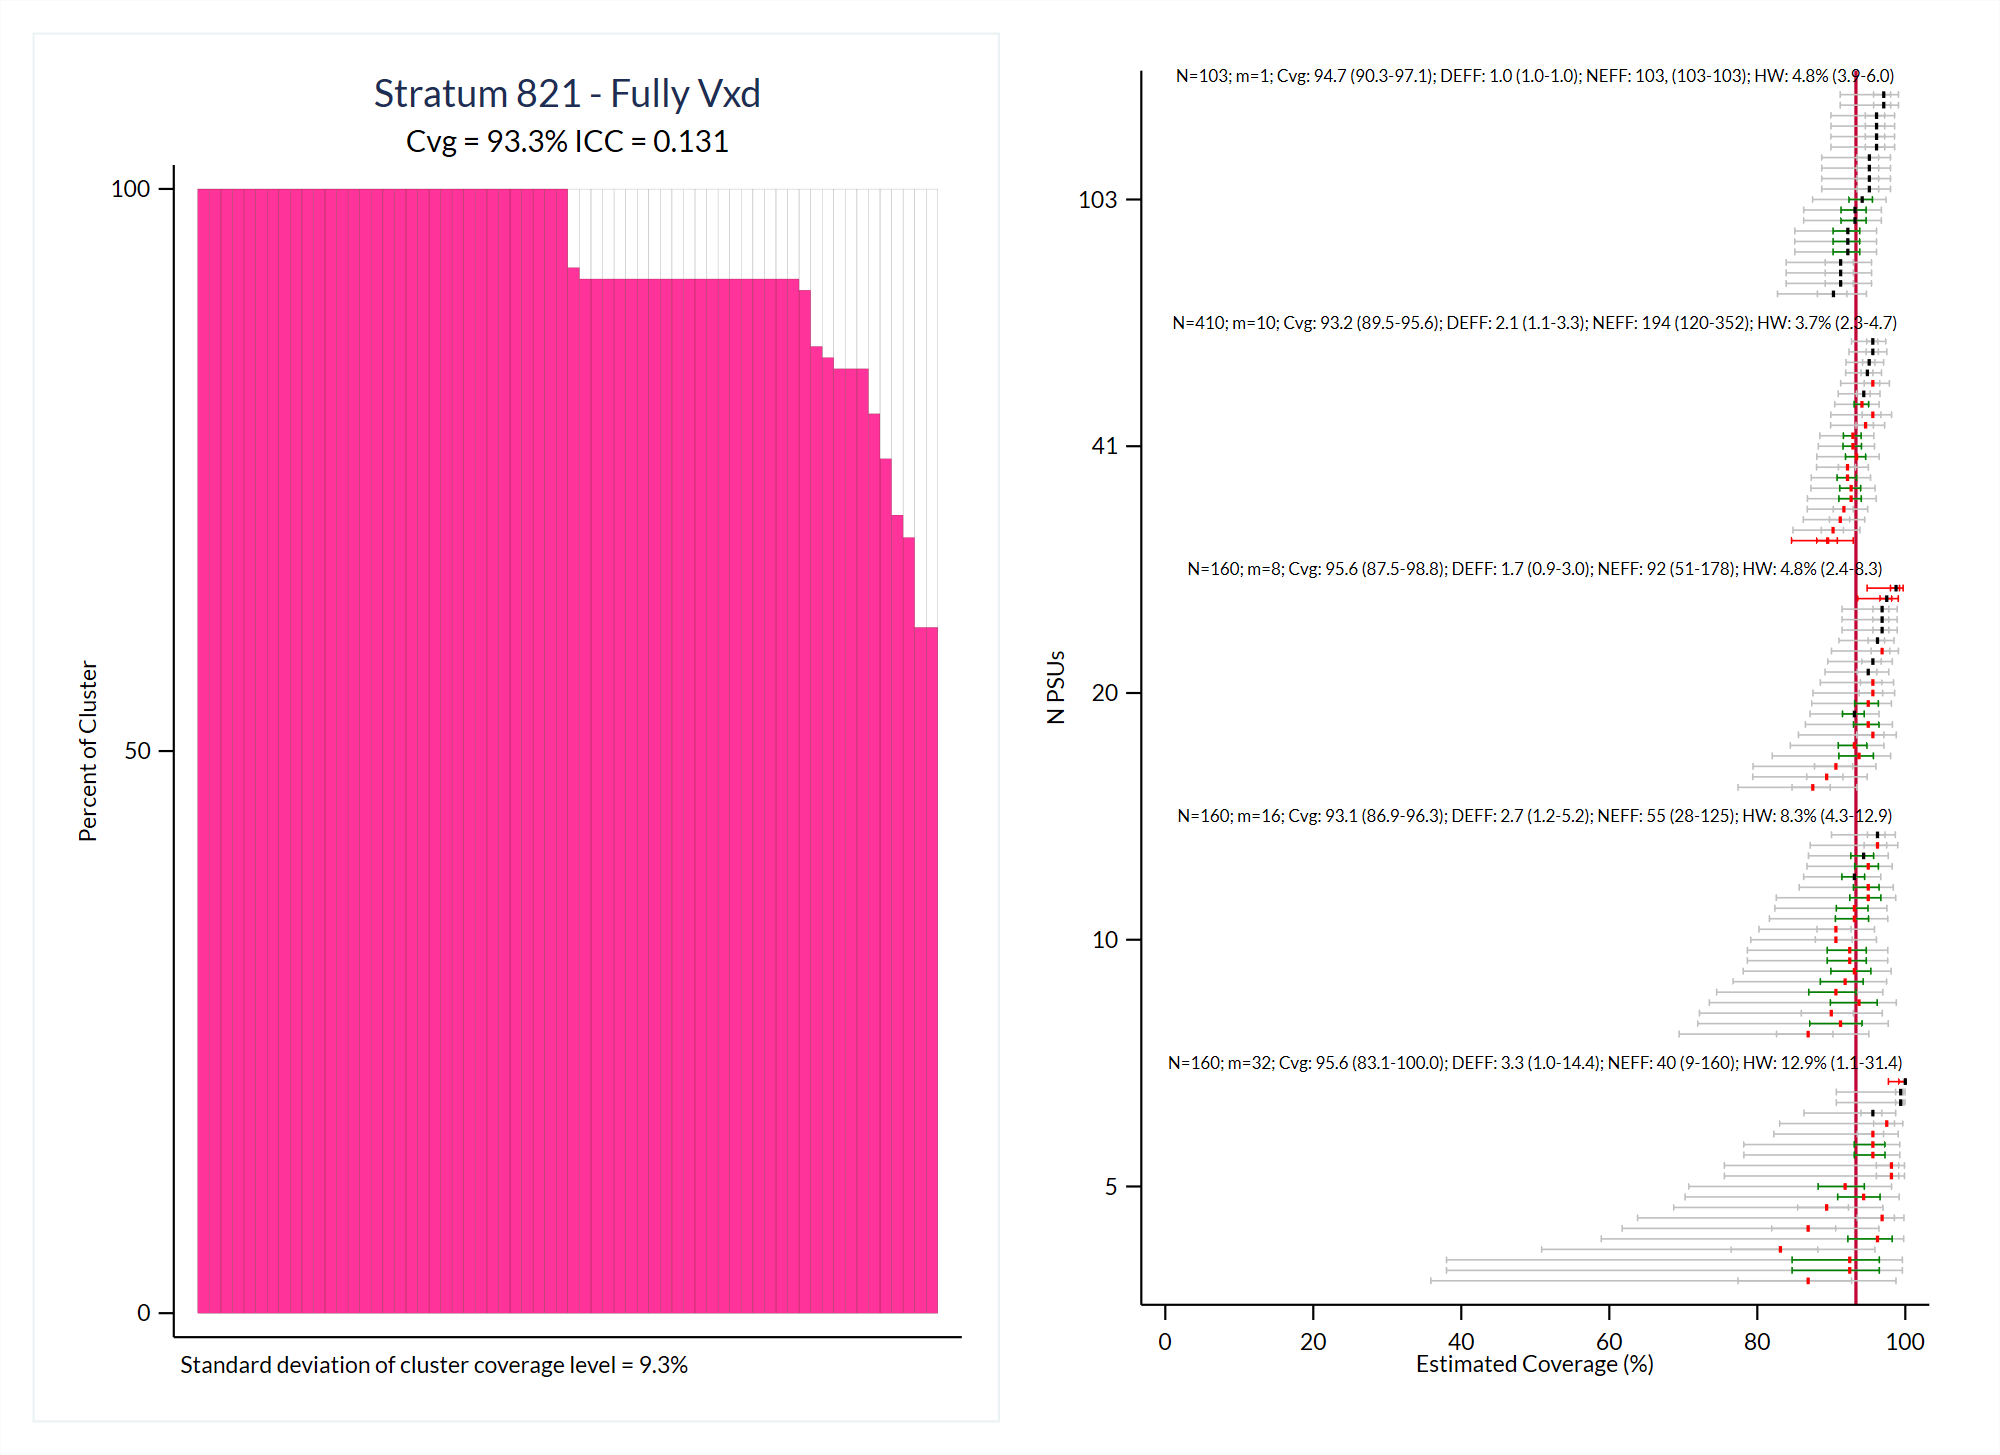 Stratum 821 - Fully Vxd
Cvg = 93.3% ICC = 0.131
100
50
0
Percent of Cluster
Standard deviation of cluster coverage level = 9.3%
N=103; m=1; Cvg: 94.7 (90.3-97.1); DEFF: 1.0 (1.0-1.0); NEFF: 103, (103-103); HW: 4.8% (3.9-6.0)
103
N=410; m=10; Cvg: 93.2 (89.5-95.6); DEFF: 2.1 (1.1-3.3); NEFF: 194 (120-352); HW: 3.7% (2.3-4.7)
41
N=160; m=8; Cvg: 95.6 (87.5-98.8); DEFF: 1.7 (0.9-3.0); NEFF: 92 (51-178); HW: 4.8% (2.4-8.3)
N PSUs
20
N=160; m=16; Cvg: 93.1 (86.9-96.3); DEFF: 2.7 (1.2-5.2); NEFF: 55 (28-125); HW: 8.3% (4.3-12.9)
10
N=160; m=32; Cvg: 95.6 (83.1-100.0); DEFF: 3.3 (1.0-14.4); NEFF: 40 (9-160); HW: 12.9% (1.1-31.4)
5
0 20 40 60 80 100
Estimated Coverage (%)